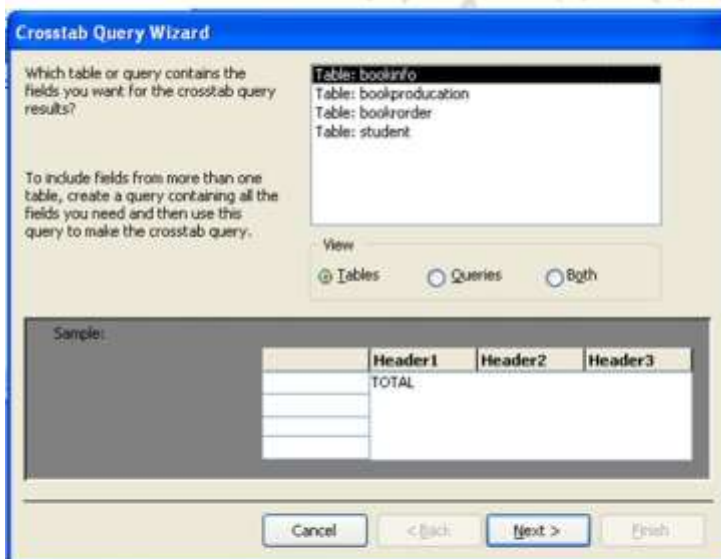 Crosstab Query Wizard
Which table or query contains the
fields you want for the crosstab query
results?
To include fields from more than one
table, create a query containing all the
fields you need and then use this
query to make the crosstab query.
Table: bookinfo
Table: bookproducation
Table: bookrorder
Table: student
View
Tables Queries Both
Sample:
Header1 Header2 Header3
TOTAL
Cancel < Back Next > Finish